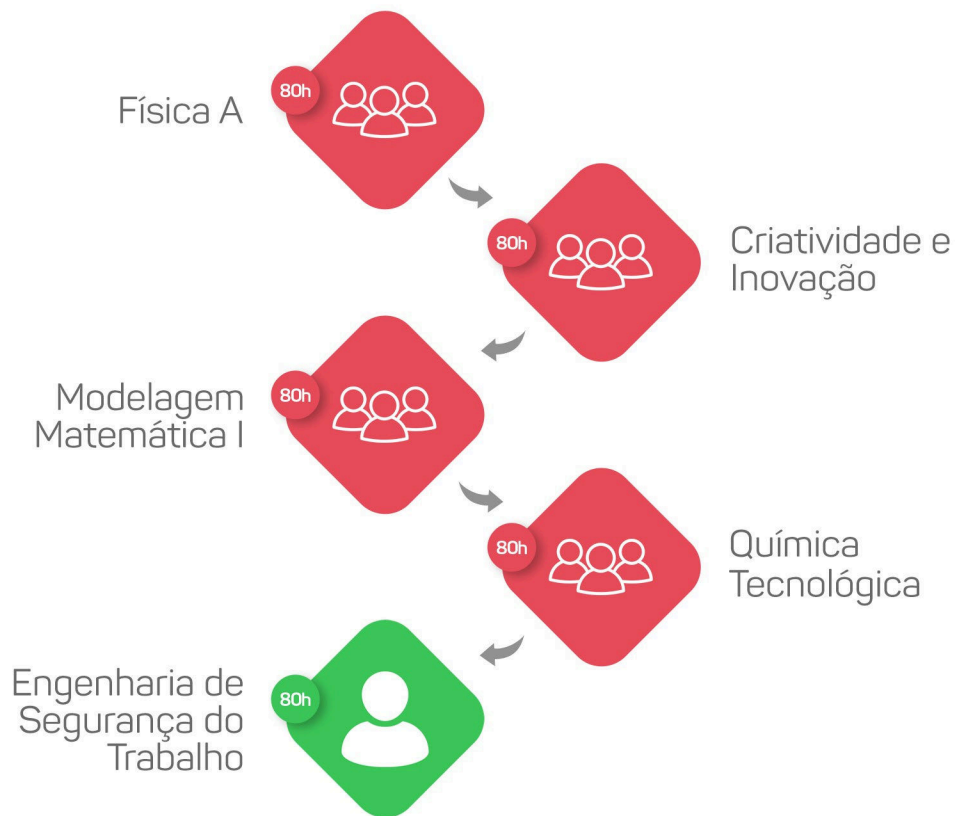 80h
Física A
80h
Criatividade e
Inovação
80h
Modelagem
Matemática I
80h
Química
Tecnológica
80h
Engenharia de
Segurança do
Trabalho